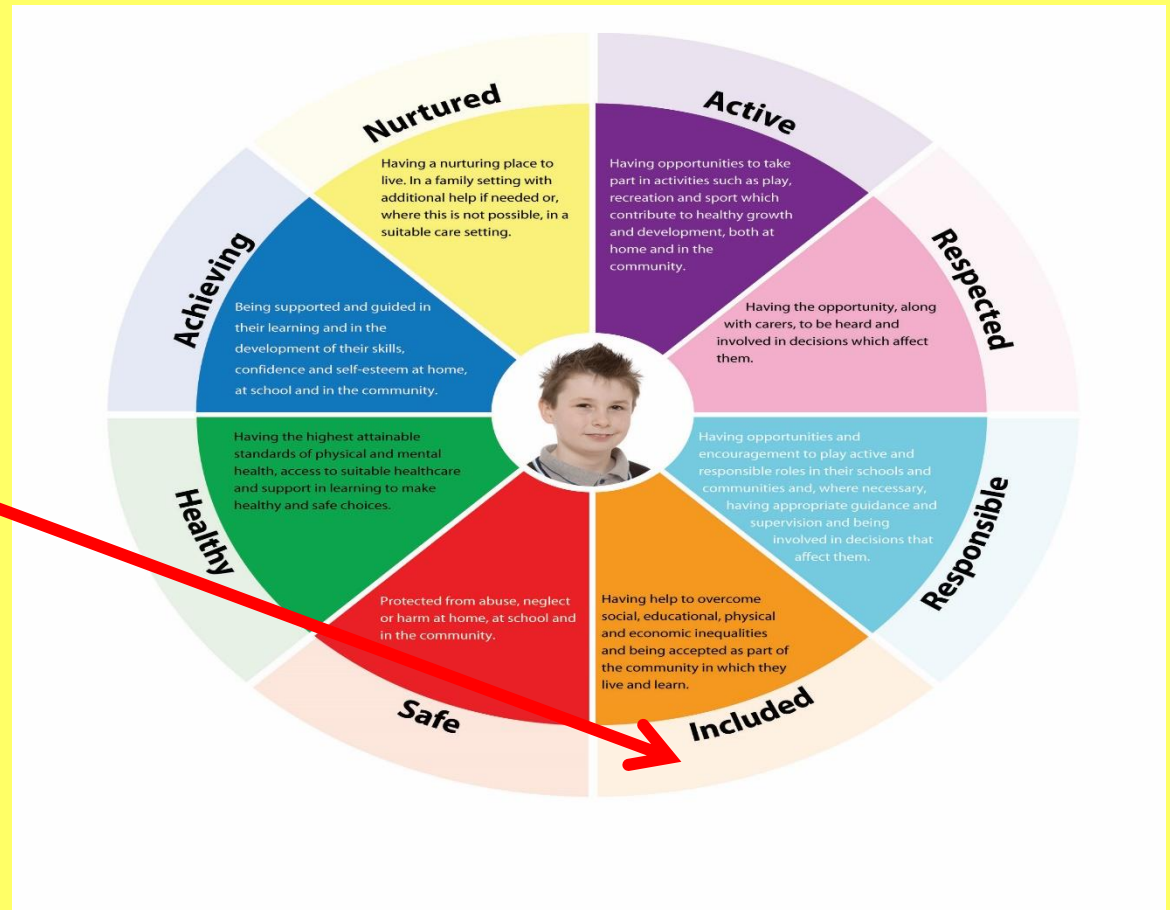 Nurtured
Having a nurturing place to
live. In a family setting with
additional help if needed or,
where this is not possible, in a
suitable care setting.
Active
Having opportunities to take
part in activities such as play,
recreation and sport which
contribute to healthy growth
and development, both at
home and in the
community.
Respected
Having the opportunity, along
with carers, to be heard and
involved in decisions which affect
them.
Responsible
Having opportunities and
encouragement to play active and
responsible roles in their schools and
communities and, where necessary,
having appropriate guidance and
supervision and being
involved in decisions that
affect them.
Included
Having help to overcome
social, educational, physical
and economic inequalities
and being accepted as part of
the community in which they
live and learn.
Safe
Protected from abuse, neglect
or harm at home, at school and
in the community.
Healthy
Having the highest attainable
standards of physical and mental
health, access to suitable healthcare
and support in learning to make
healthy and safe choices.
Achieving
Being supported and guided in
their learning and in the
development of their skills,
confidence and self-esteem at home,
at school and in the community.